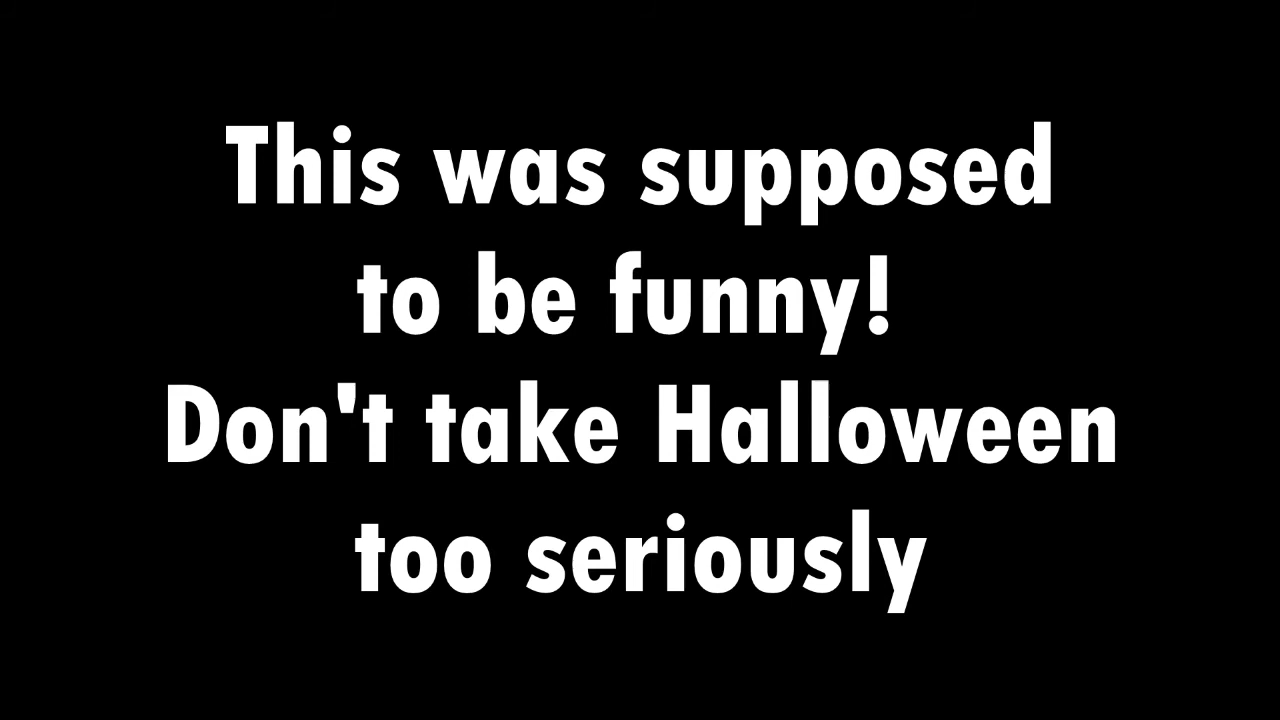 This was supposed
to be funny!
Don't take Halloween
too seriously